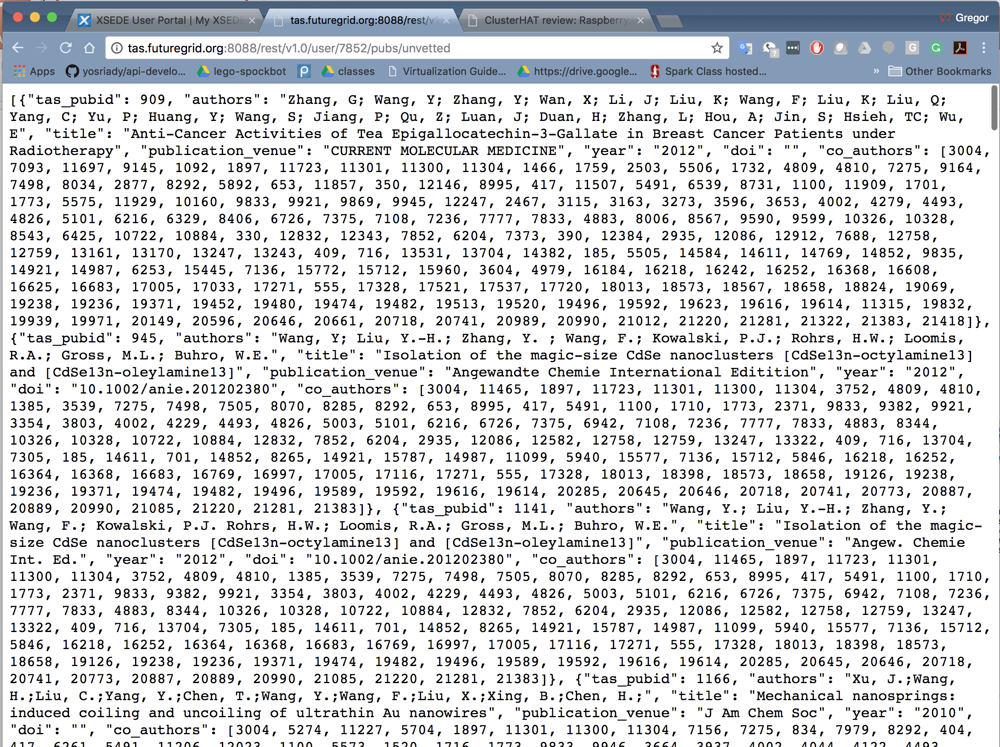 XSEDE User Portal | My XSEDE
tas.futuregrid.org:8088/rest/v1
ClusterHAT review: Raspberry
Gregor
tas.futuregrid.org:8088/rest/v1.0/user/7852/pubs/unvetted
Apps
yosriady/api-develo...
lego-spockbot
classes
Virtualization Guide...
https://drive.google...
Spark Class hosted...
»
Other Bookmarks
[{"tas_pubid": 909, "authors": "Zhang, G; Wang, Y; Zhang, Y; Wan, X; Li, J; Liu, K; Wang, F; Liu, K; Liu, Q;
Yang, C; Yu, P; Huang, Y; Wang, S; Jiang, P; Qu, Z; Luan, J; Duan, H; Zhang, L; Hou, A; Jin, S; Hsieh, TC; Wu,
E", "title": "Anti-Cancer Activities of Tea Epigallocatechin-3-Gallate in Breast Cancer Patients under
Radiotherapy", "publication_venue": "CURRENT MOLECULAR MEDICINE", "year": "2012", "doi": "", "co_authors": [3004,
7093, 11697, 9145, 1092, 1897, 11723, 11301, 11300, 11304, 1466, 1759, 2503, 5506, 1732, 4809, 4810, 7275, 9164,
7498, 8034, 2877, 8292, 5892, 653, 11857, 350, 12146, 8995, 417, 11507, 5491, 6539, 8731, 1100, 11909, 1701,
1773, 5575, 11929, 10160, 9833, 9921, 9869, 9945, 12247, 2467, 3115, 3163, 3273, 3596, 3653, 4002, 4279, 4493,
4826, 5101, 6216, 6329, 8406, 6726, 7375, 7108, 7236, 7777, 7833, 4883, 8006, 8567, 9590, 9599, 10326, 10328,
8543, 6425, 10722, 10884, 330, 12832, 12343, 7852, 6204, 7373, 390, 12384, 2935, 12086, 12912, 7688, 12758,
12759, 13161, 13170, 13247, 13243, 409, 716, 13531, 13704, 14382, 185, 5505, 14584, 14611, 14769, 14852, 9835,
14921, 14987, 6253, 15445, 7136, 15772, 15712, 15960, 3604, 4979, 16184, 16218, 16242, 16252, 16368, 16608,
16625, 16683, 17005, 17033, 17271, 555, 17328, 17521, 17537, 17720, 18013, 18573, 18567, 18658, 18824, 19069,
19238, 19236, 19371, 19452, 19480, 19474, 19482, 19513, 19520, 19496, 19592, 19623, 19616, 19614, 11315, 19832,
19939, 19971, 20149, 20596, 20646, 20661, 20718, 20741, 20989, 20990, 21012, 21220, 21281, 21322, 21383, 21418]},
{"tas_pubid": 945, "authors": "Wang, Y; Liu, Y.-H.; Zhang, Y. ; Wang, F.; Kowalski, P.J.; Rohrs, H.W.; Loomis,
R.A.; Gross, M.L.; Buhro, W.E.", "title": "Isolation of the magic-size CdSe nanoclusters [CdSe13n-octylamine13]
and [CdSe13n-oleylamine13]", "publication_venue": "Angewandte Chemie International Editition", "year": "2012",
"doi": "10.1002/anie.201202380", "co_authors": [3004, 11465, 1897, 11723, 11301, 11300, 11304, 3752, 4809, 4810,
1385, 3539, 7275, 7498, 7505, 8070, 8285, 8292, 653, 8995, 417, 5491, 1100, 1710, 1773, 2371, 9833, 9382, 9921,
3354, 3803, 4002, 4229, 4493, 4826, 5003, 5101, 6216, 6726, 7375, 6942, 7108, 7236, 7777, 7833, 4883, 8344,
10326, 10328, 10722, 10884, 12832, 7852, 6204, 2935, 12086, 12582, 12758, 12759, 13247, 13322, 409, 716, 13704,
7305, 185, 14611, 701, 14852, 8265, 14921, 15787, 14987, 11099, 5940, 15577, 7136, 15712, 5846, 16218, 16252,
16364, 16368, 16683, 16769, 16997, 17005, 17116, 17271, 555, 17328, 18013, 18398, 18573, 18658, 19126, 19238,
19236, 19371, 19474, 19482, 19496, 19589, 19592, 19616, 19614, 20285, 20645, 20646, 20718, 20741, 20773, 20887,
20889, 20990, 21085, 21220, 21281, 21383]}, {"tas_pubid": 1141, "authors": "Wang, Y.; Liu, Y.-H.; Zhang, Y.;
Wang, F.; Kowalski, P.J. Rohrs, H.W.; Loomis, R.A.; Gross, M.L.; Buhro, W.E.", "title": "Isolation of the magic-
size CdSe nanoclusters [CdSe13n-octylamine13] and [CdSe13n-oleylamine13]", "publication_venue": "Angew. Chemie
Int. Ed.", "year": "2012", "doi": "10.1002/anie.201202380", "co_authors": [3004, 11465, 1897, 11723, 11301,
11300, 11304, 3752, 4809, 4810, 1385, 3539, 7275, 7498, 7505, 8070, 8285, 8292, 653, 8995, 417, 5491, 1100, 1710,
1773, 2371, 9833, 9382, 9921, 3354, 3803, 4002, 4229, 4493, 4826, 5003, 5101, 6216, 6726, 7375, 6942, 7108, 7236,
7777, 7833, 4883, 8344, 10326, 10328, 10722, 10884, 12832, 7852, 6204, 2935, 12086, 12582, 12758, 12759, 13247,
13322, 409, 716, 13704, 7305, 185, 14611, 701, 14852, 8265, 14921, 15787, 14987, 11099, 5940, 15577, 7136, 15712,
5846, 16218, 16252, 16364, 16368, 16683, 16769, 16997, 17005, 17116, 17271, 555, 17328, 18013, 18398, 18573,
18658, 19126, 19238, 19236, 19371, 19474, 19482, 19496, 19589, 19592, 19616, 19614, 20285, 20645, 20646, 20718,
20741, 20773, 20887, 20889, 20990, 21085, 21220, 21281, 21383]}, {"tas_pubid": 1166, "authors": "Xu, J.;Wang,
H.;Liu, C.;Yang, Y.;Chen, T.;Wang, Y.;Wang, F.;Liu, X.;Xing, B.;Chen, H.;", "title": "Mechanical nanosprings:
induced coiling and uncoiling of ultrathin Au nanowires", "publication_venue": "J Am Chem Soc", "year": "2010",
"doi": "", "co_authors": [3004, 5274, 11227, 5704, 1897, 11301, 11300, 11304, 7156, 7275, 834, 7979, 8292, 404,
417, 6261, 5491, 11206, 12023, 1100, 5573, 1520, 1716, 1773, 9833, 9946, 3664, 3937, 4002, 4044, 4122, 4493,